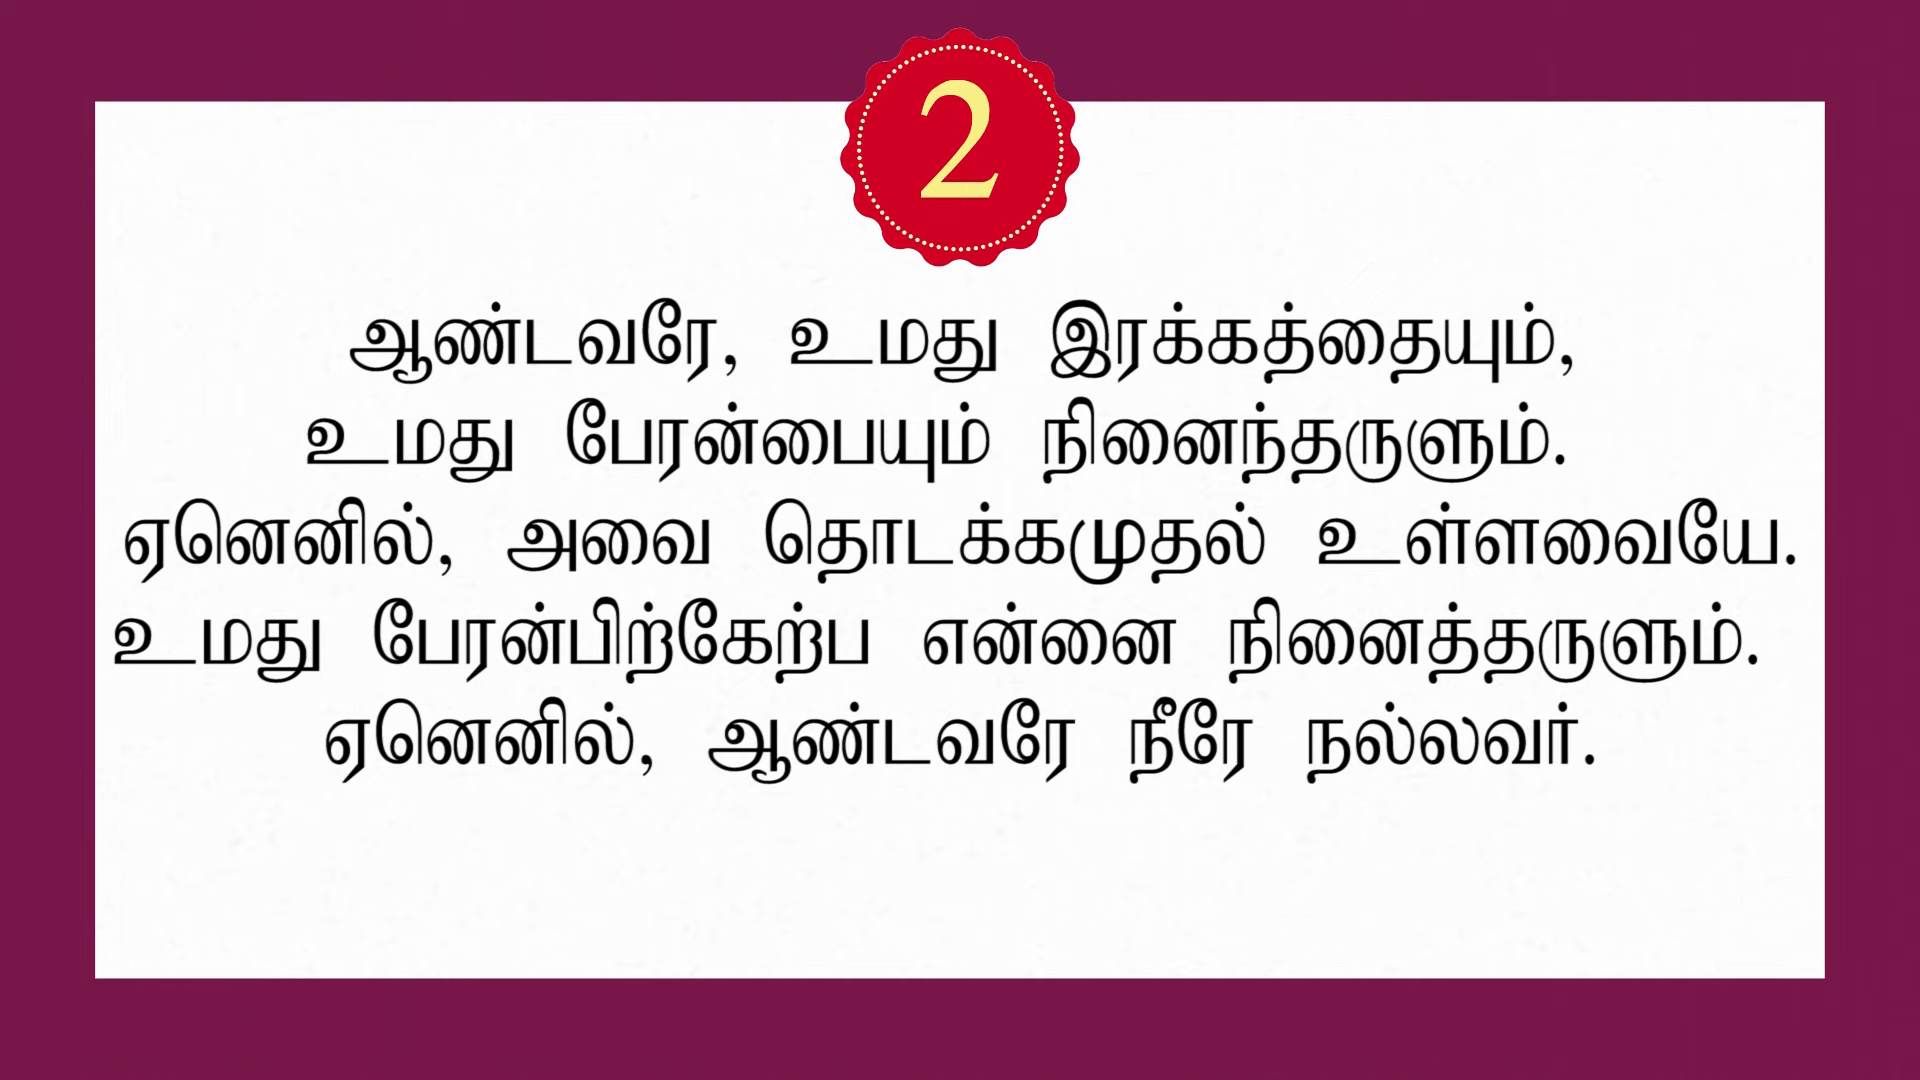 2
ஆண்டவரே, உமது இரக்கத்தையும்,
உமது பேரன்பையும் நினைந்தருளும்.
ஏனெனில், அவை தொடக்கமுதல் உள்ளவையே.
உமது பேரன்பிற்கேற்ப என்னை நினைத்தருளும்.
ஏனெனில், ஆண்டவரே நீரே நல்லவர்.